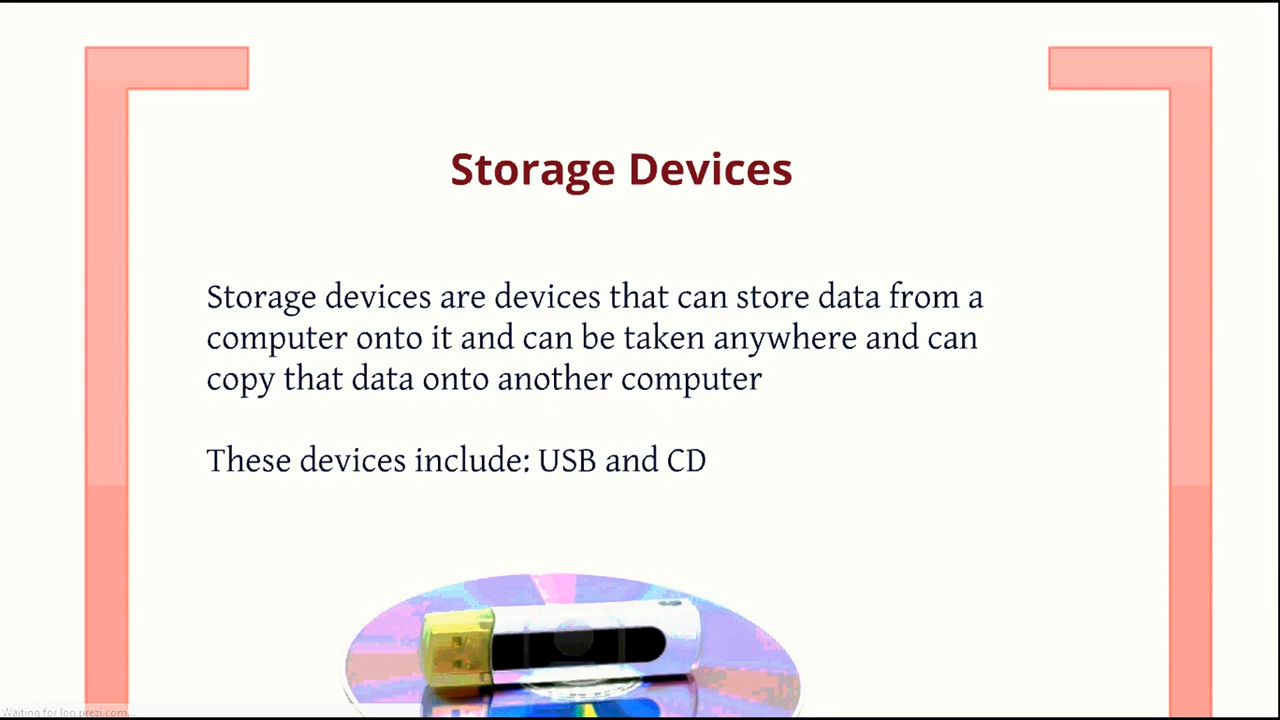 Storage Devices
Storage devices are devices that can store data from a
computer onto it and can be taken anywhere and can
copy that data onto another computer
These devices include: USB and CD
Waiting for log.prezi.com...